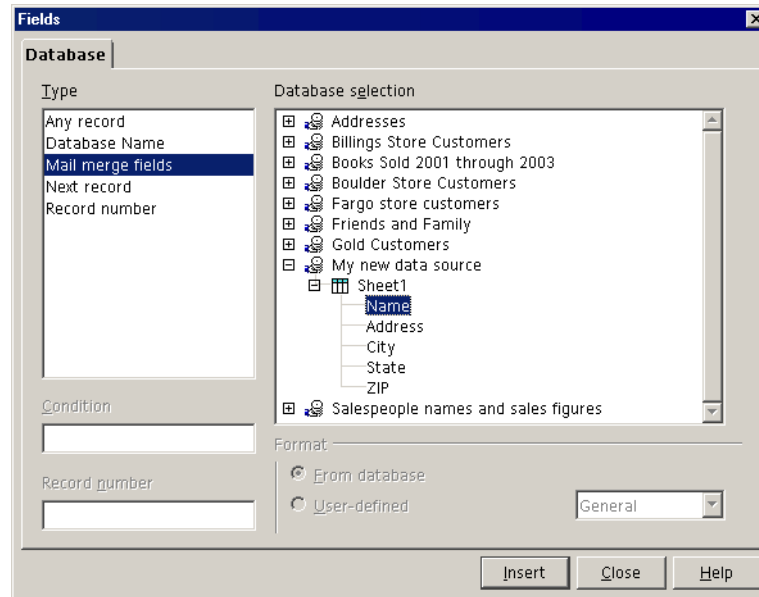 Fields
Database
Type
Any record
Database Name
Mail merge fields
Next record
Record number
Condition
Record number
Database selection
Addresses
Billings Store Customers
Books Sold 2001 through 2003
Boulder Store Customers
Fargo store customers
Friends and Family
Gold Customers
My new data source
Sheet1
Name
Address
City
State
ZIP
Salespeople names and sales figures
Format
From database
User-defined
General
Insert
Close
Help